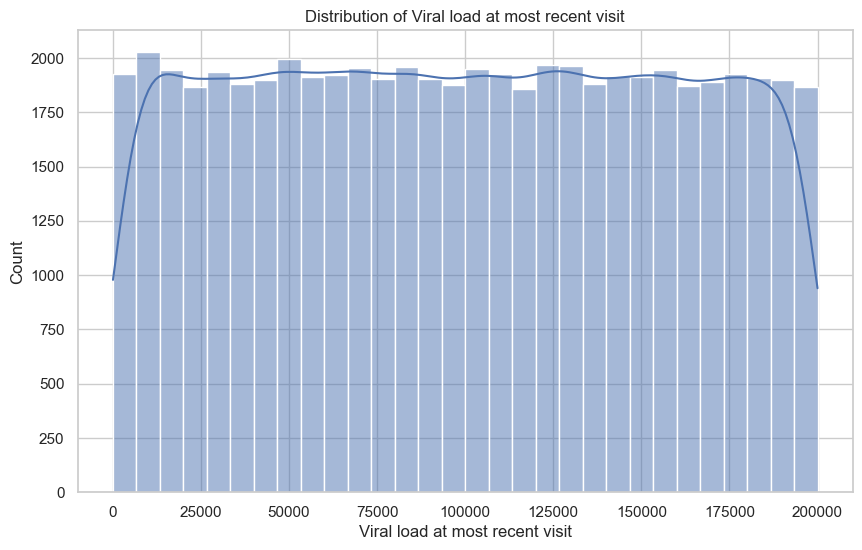 Distribution of Viral load at most recent visit
2000
1750
1500
1250
1000
750
500
250
0
Count
0 25000 50000 75000 100000 125000 150000 175000 200000
Viral load at most recent visit